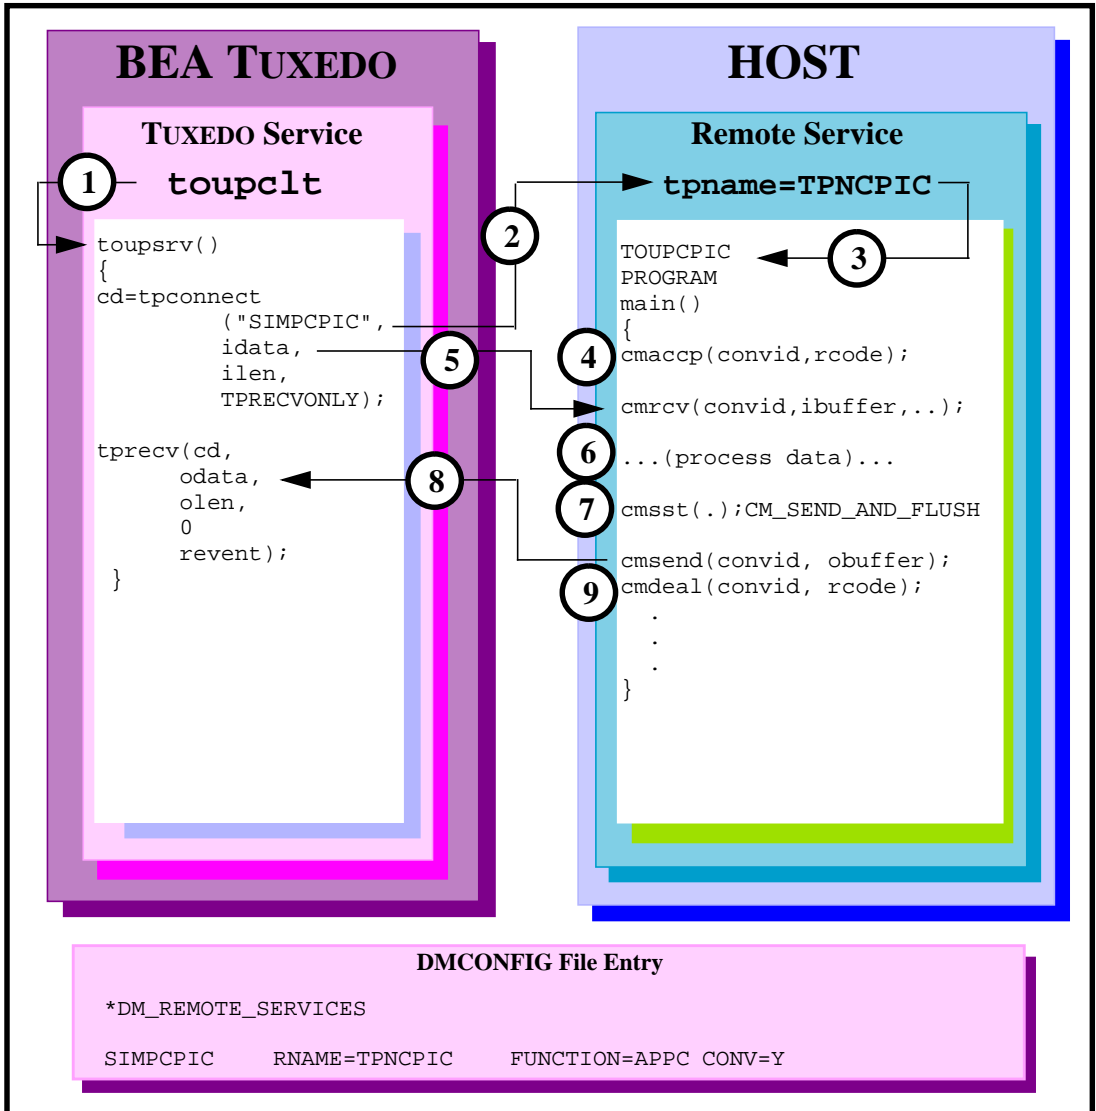 BEA TUXEDO
TUXEDO Service
1
toupclt
toupsrv()
{
cd=tpconnect
("SIMPCPIC",
idata,
ilen,
TPRECVONLY);
tprecv(cd,
odata,
olen,
0
revent);
}
2
5
8
HOST
Remote Service
tpname=TPNCPIC
3
TOUPCPIC
PROGRAM
main()
{
4
cmaccp(convid,rcode);
cmrcv(convid,ibuffer,..);
6
...(process data)...
7
cmsst(.);CM_SEND_AND_FLUSH
cmsend(convid, obuffer);
9
cmdeal(convid, rcode);
.
.
.
}
DMCONFIG File Entry
*DM_REMOTE_SERVICES
SIMPCPIC RNAME=TPNCPIC FUNCTION=APPC CONV=Y